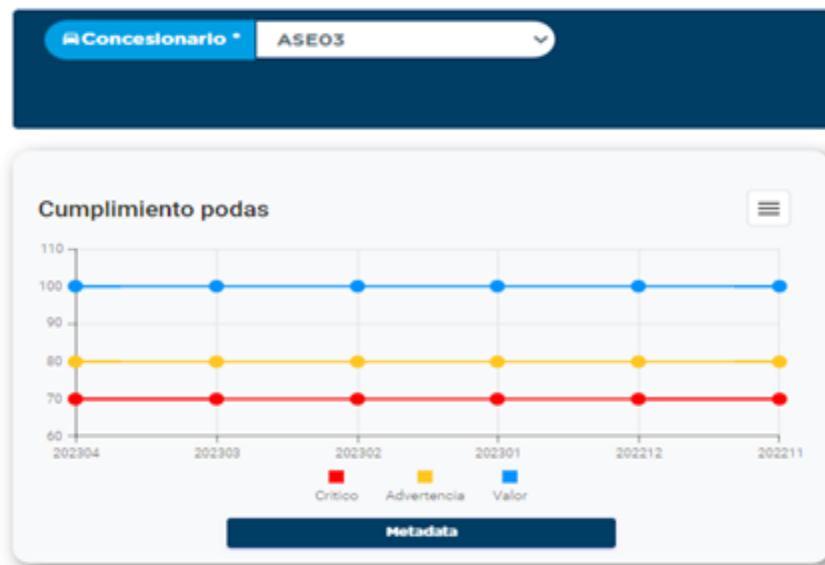 Concesionario * ASE03
Cumplimiento podas
110
100
90
80
70
60
202304 202303 202302 202301 202212 202211
Critico Advertencia Valor
Metadata